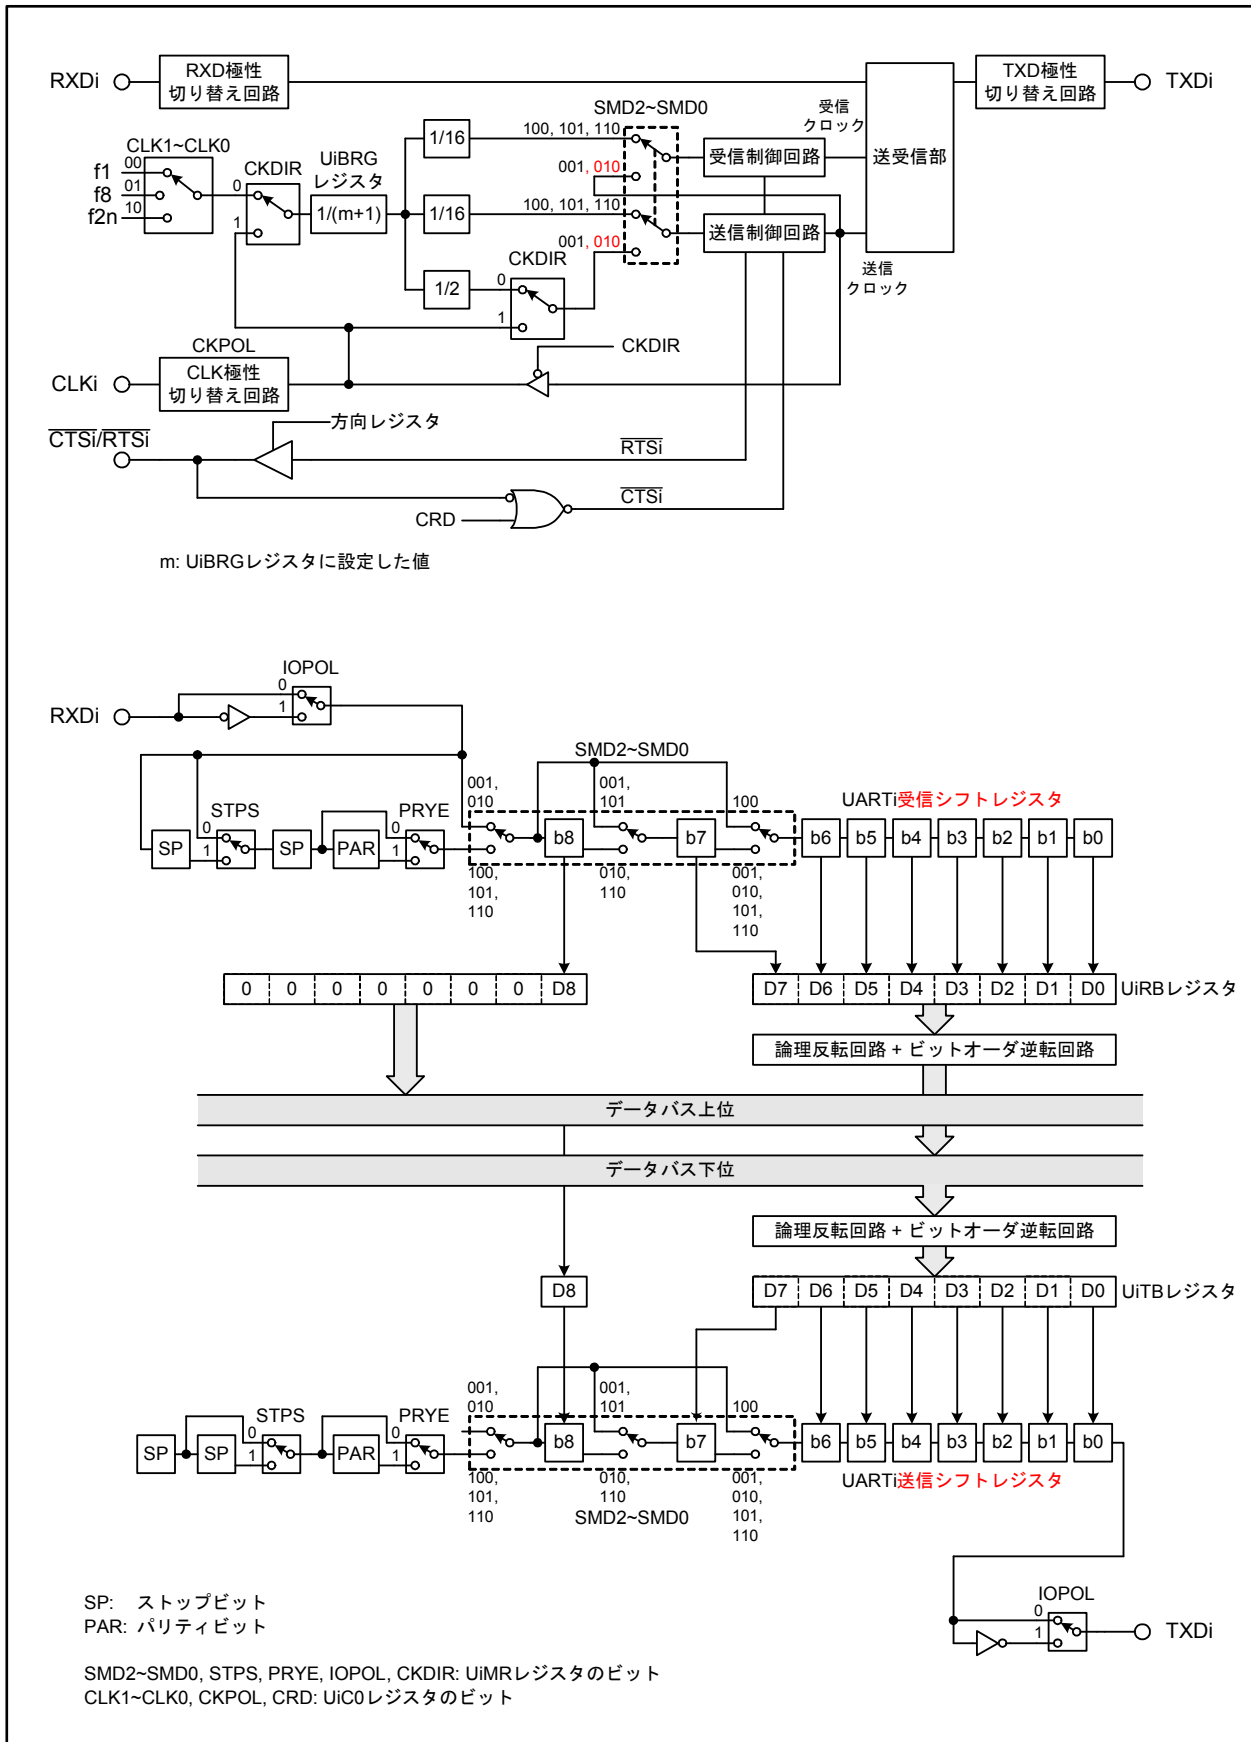 RXDi
RXD極性
切り替え回路
TXD極性
切り替え回路
TXDi
SMD2~SMD0
受信
クロック
CLK1~CLK0
f1
00
f8
01
f2n
10
CKDIR
0
1
UiBRG
レジスタ
1/(m+1)
1/16
100, 101, 110
001, 010
受信制御回路
送受信部
1/16
100, 101, 110
001, 010
送信制御回路
送信
クロック
1/2
CKDIR
0
1
CKPOL
CLKi
CLK極性
切り替え回路
CKDIR
CTSi/RTSi
方向レジスタ
RTSi
CTSi
CRD
m: UiBRGレジスタに設定した値
IOPOL
0
1
RXDi
SMD2~SMD0
STPS
0
1
PRYE
0
1
001,
010
001,
101
100
UARTi受信シフトレジスタ
SP
SP
PAR
b8
b7
b6
b5
b4
b3
b2
b1
b0
100,
101,
110
010,
110
001,
010,
101,
110
0 0 0 0 0 0 0 D8
D7 D6 D5 D4 D3 D2 D1 D0
UiRBレジスタ
論理反転回路 + ビットオーダ逆転回路
データバス上位
データバス下位
論理反転回路 + ビットオーダ逆転回路
D8
D7 D6 D5 D4 D3 D2 D1 D0
UiTBレジスタ
STPS
0
1
PRYE
0
1
001,
010
001,
101
100
SP
SP
PAR
b8
b7
b6
b5
b4
b3
b2
b1
b0
100,
101,
110
010,
110
001,
010,
101,
110
SMD2~SMD0
UARTi送信シフトレジスタ
IOPOL
0
1
TXDi
SP: ストップビット
PAR: パリティビット
SMD2~SMD0, STPS, PRYE, IOPOL, CKDIR: UiMRレジスタのビット
CLK1~CLK0, CKPOL, CRD: UiC0レジスタのビット